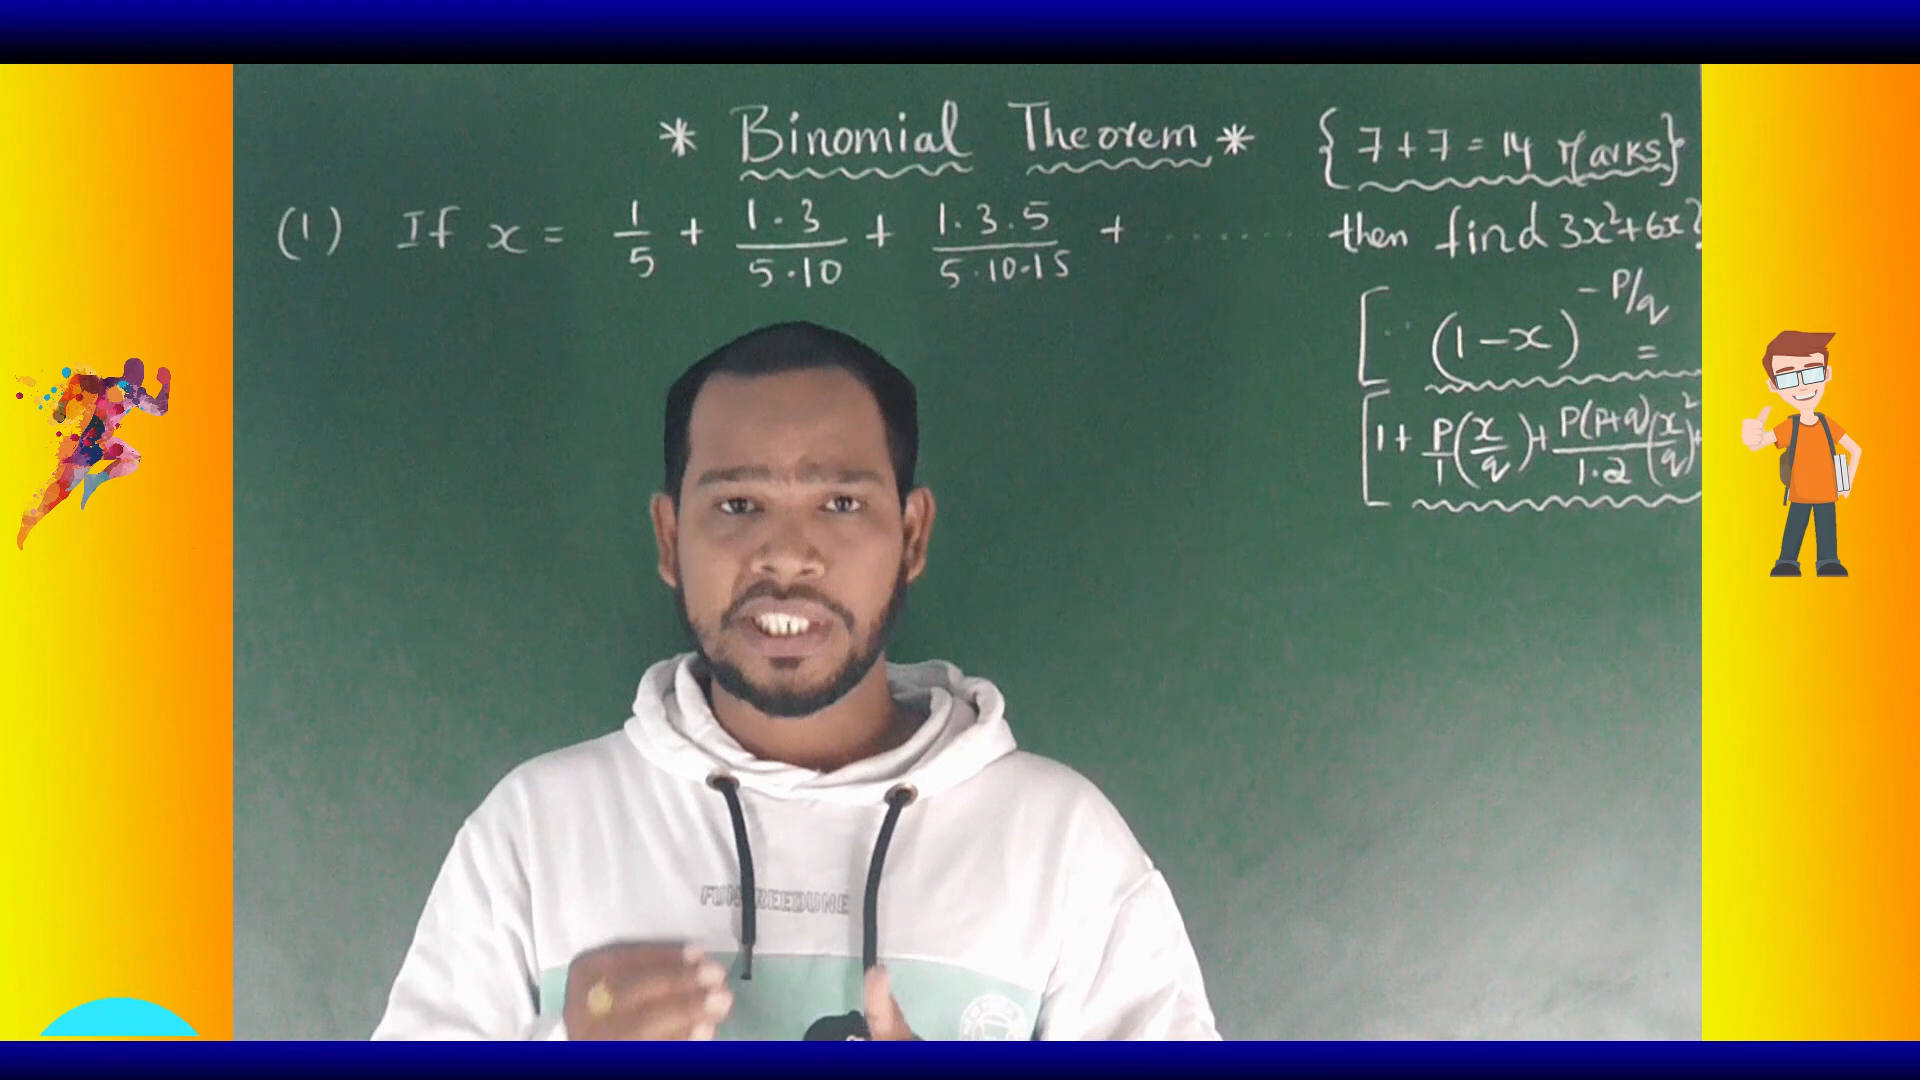 * Binomial Theorem * { 7 + 7 = 14 Marks }
(1) If x = 1/5 + 1·3/5·10 + 1·3·5/5·10·15 + ........ then find 3x²+6x?
[ ∵ (1-x)^-P/q =
[ 1 + P/1 (x/q) + P(P+q)/1·2 (x/q)² +